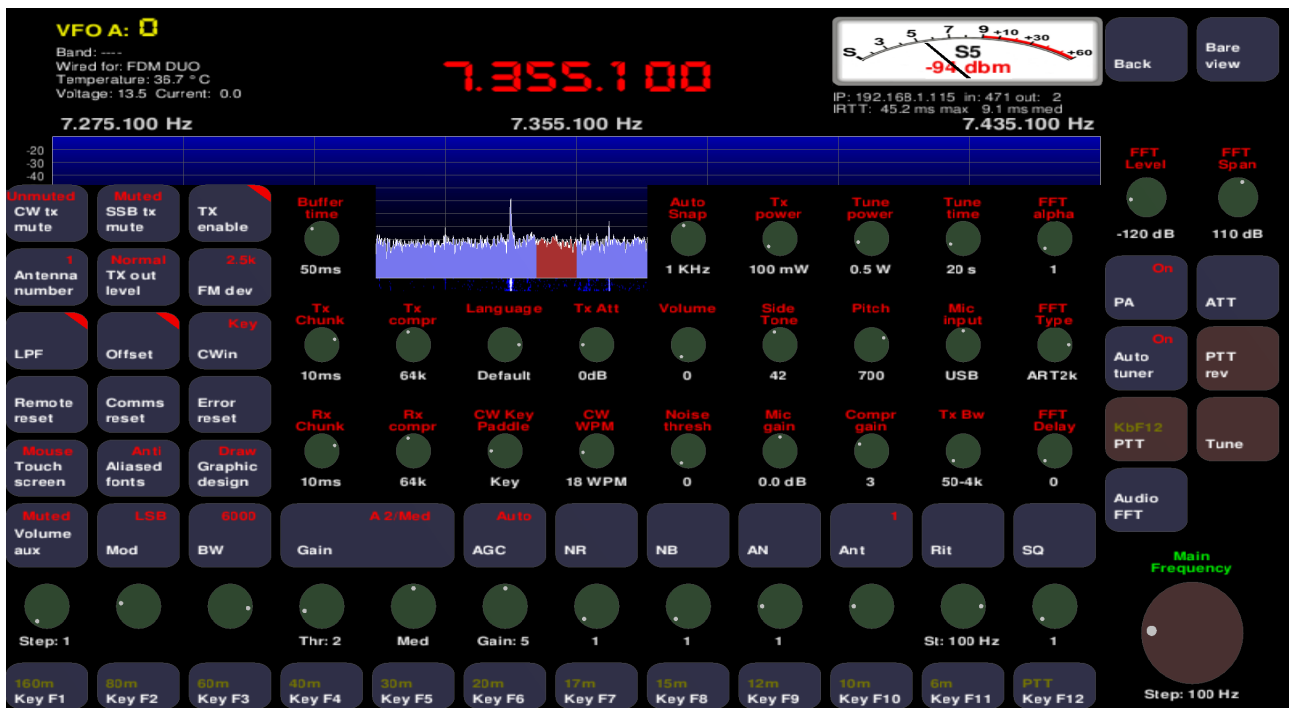 VFO A: 0
Band: ----
Wired for: FDM DUO
Temperature: 36.7 ° C
Voltage: 13.5 Current: 0.0
7.355.100
S 3 5 7 9 +10 +30 +60
S5
-94 dbm
IP: 192.168.1.115 in: 471 out: 2
IRTT: 45.2 ms max 9.1 ms med
Back
Bare view
7.275.100 Hz
7.355.100 Hz
7.435.100 Hz
-20
-30
-40
FFT Level
-120 dB
FFT Span
110 dB
Unmuted
CW tx mute
Muted
SSB tx mute
TX enable
Buffer time
50ms
Auto Snap
1 KHz
Tx power
100 mW
Tune power
0.5 W
Tune time
20 s
FFT alpha
1
1
Antenna number
Normal
TX out level
2.5k
FM dev
On
PA
ATT
LPF
Offset
Key
CWin
Tx Chunk
10ms
Tx compr
64k
Language
Default
Tx Att
0dB
Volume
0
Side Tone
42
Pitch
700
Mic input
USB
FFT Type
ART2k
On
Auto tuner
PTT rev
Remote reset
Comms reset
Error reset
Rx Chunk
10ms
Rx compr
64k
CW Key Paddle
Key
CW WPM
18 WPM
Noise thresh
0
Mic gain
0.0 dB
Compr gain
3
Tx Bw
50-4k
FFT Delay
0
KbF12
PTT
Tune
Mouse
Touch screen
Anti
Aliased fonts
Draw
Graphic design
Audio FFT
Muted
Volume aux
LSB
Mod
6000
BW
A 2/Med
Gain
Auto
AGC
NR
NB
AN
1
Ant
Rit
SQ
Main Frequency
Step: 1
Thr: 2
Med
Gain: 5
1
1
1
St: 100 Hz
1
Step: 100 Hz
160m
Key F1
80m
Key F2
60m
Key F3
40m
Key F4
30m
Key F5
20m
Key F6
17m
Key F7
15m
Key F8
12m
Key F9
10m
Key F10
6m
Key F11
PTT
Key F12